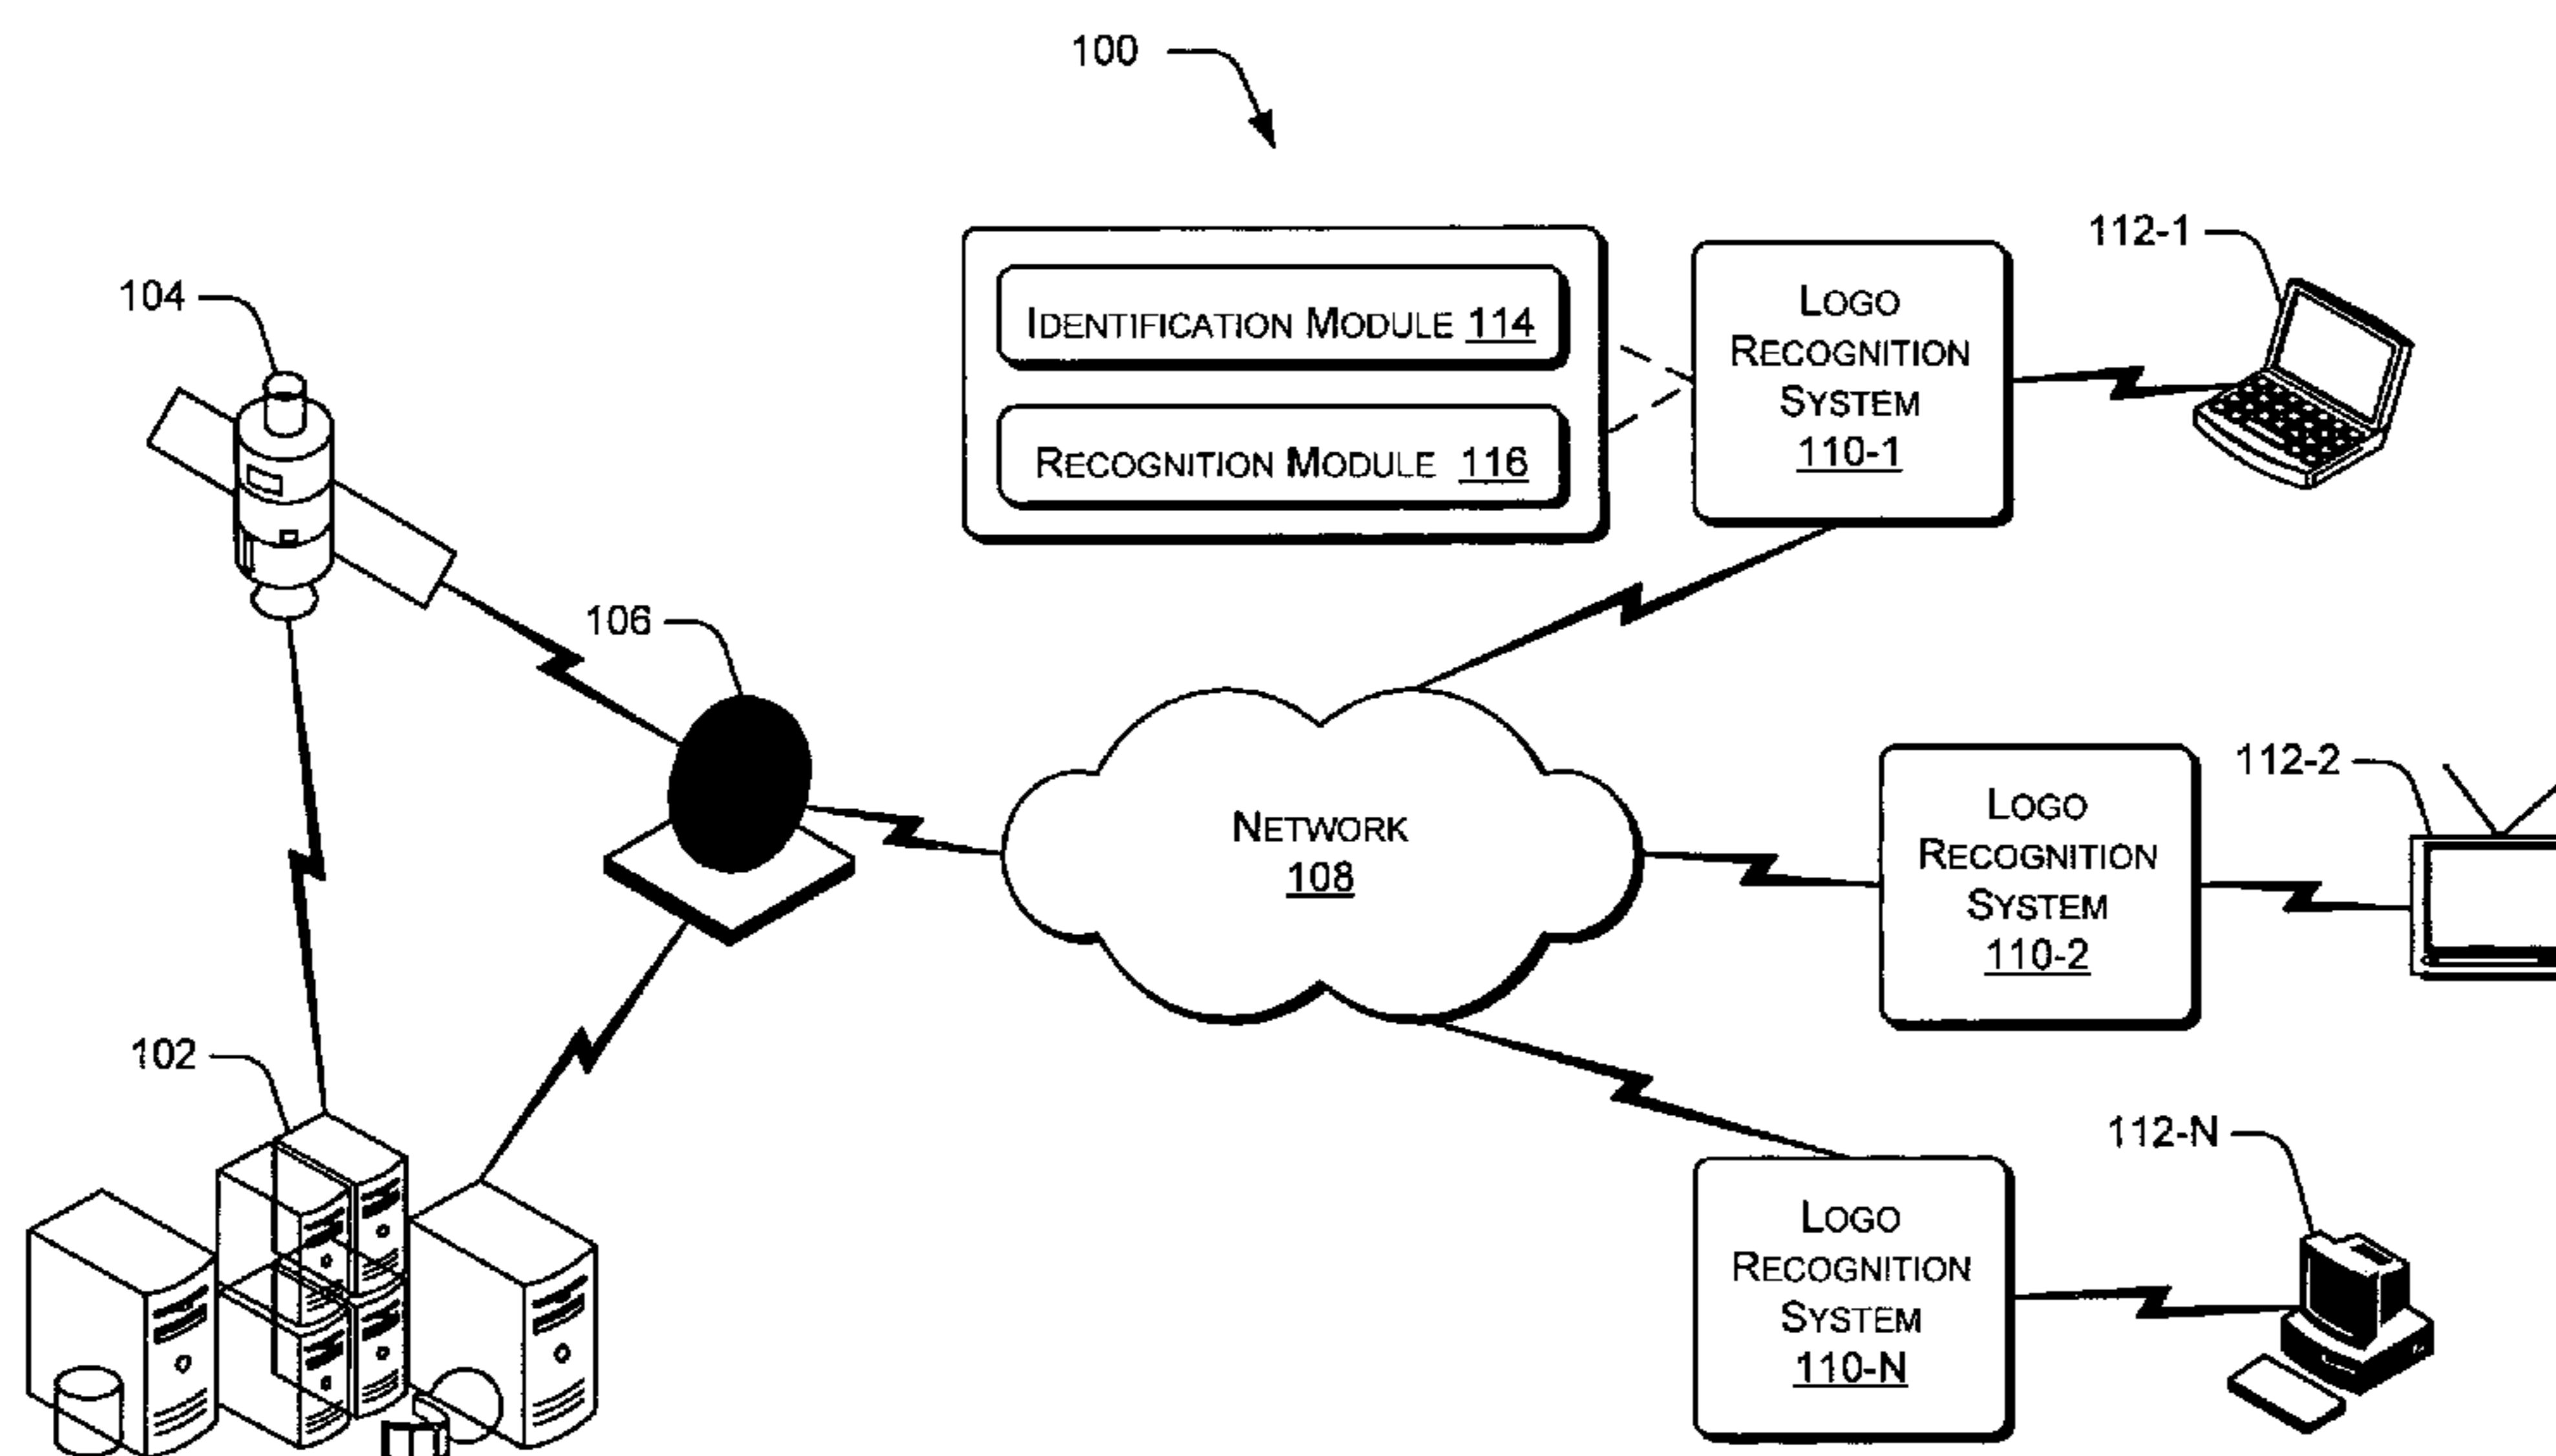 100
112-1
104
IDENTIFICATION MODULE 114
RECOGNITION MODULE 116
LOGO
RECOGNITION
SYSTEM
110-1
106
112-2
NETWORK
108
LOGO
RECOGNITION
SYSTEM
110-2
102
112-N
LOGO
RECOGNITION
SYSTEM
110-N